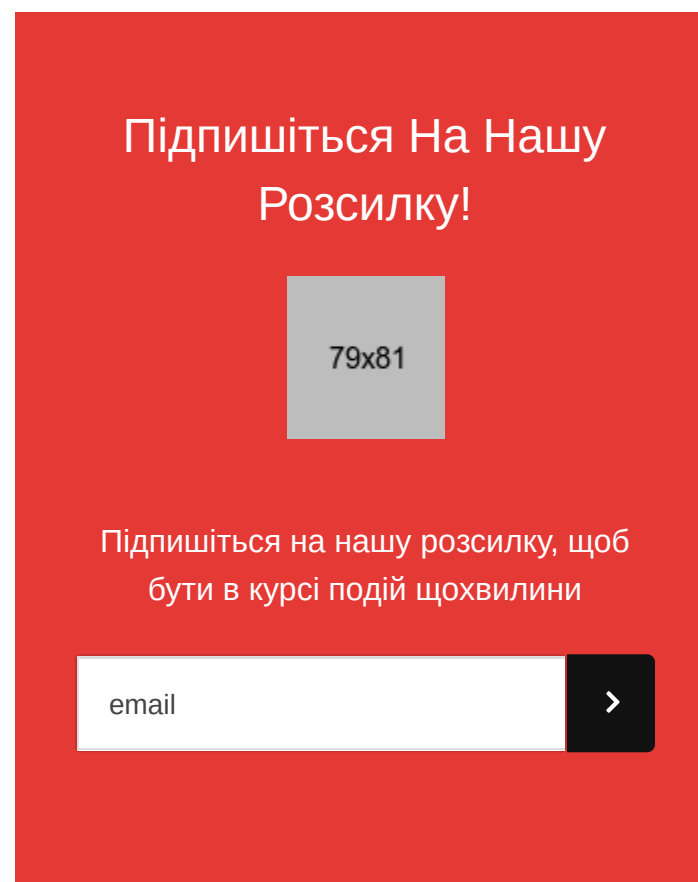 Підпишіться На Нашу
Розсилку!
79x81
Підпишіться на нашу розсилку, щоб
бути в курсі подій щохвилини
email